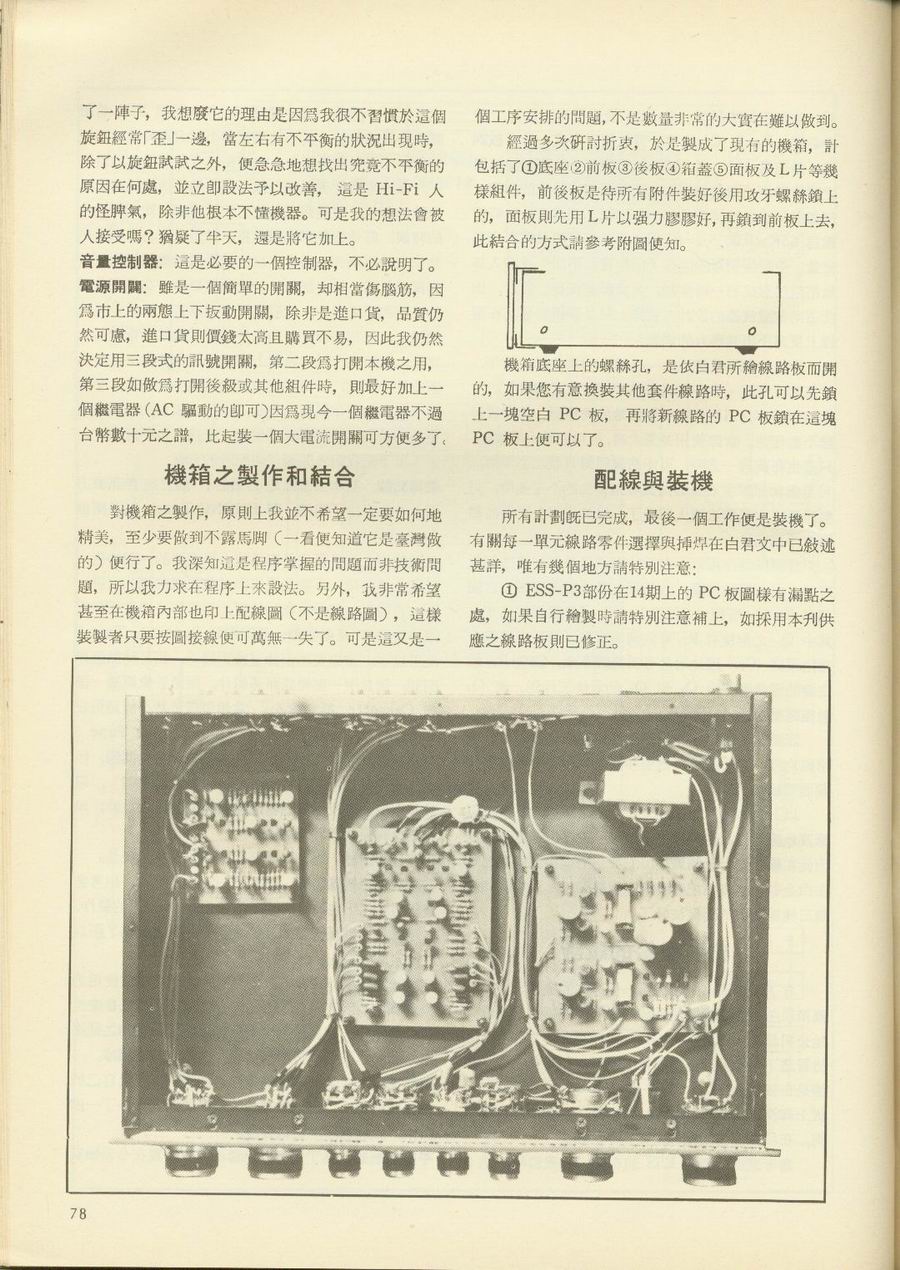 了一陣子，我想廢它的理由是因爲我很不習慣於這個
旋鈕經常「歪」一邊，當左右有不平衡的狀況出現時，
除了以旋鈕試試之外，便急急地想找出究竟不平衡的
原因在何處，並立卽設法予以改善，這是 Hi-Fi 人
的怪脾氣，除非他根本不懂機器。可是我的想法會被
人接受嗎？猶疑了半天，還是將它加上。
音量控制器：這是必要的一個控制器，不必說明了。
電源開關：雖是一個簡單的開關，却相當傷腦筋，因
爲市上的兩態上下扳動開關，除非是進口貨，品質仍
然可慮，進口貨則價錢太高且購買不易，因此我仍然
決定用三段式的訊號開關，第二段爲打開本機之用，
第三段如做爲打開後級或其他組件時，則最好加上一
個繼電器（AC 驅動的卽可）因爲現今一個繼電器不過
台幣數十元之譜，比起裝一個大電流開關可方便多了。
機箱之製作和結合
對機箱之製作，原則上我並不希望一定要如何地
精美，至少要做到不露馬脚（一看便知道它是臺灣做
的）便行了。我深知這是程序掌握的問題而非技術問
題，所以我力求在程序上來設法。另外，我非常希望
甚至在機箱內部也印上配線圖（不是線路圖），這樣
裝製者只要按圖接線便可萬無一失了。可是這又是一
個工序安排的問題，不是數量非常的大實在難以做到。
經過多次硏討折衷，於是製成了現有的機箱，計
包括了①底座②前板③後板④箱蓋⑤面板及L片等幾
樣組件，前後板是待所有附件裝好後用攻牙螺絲鎖上
的，面板則先用L片以强力膠膠好，再鎖到前板上去，
此結合的方式請參考附圖便知。
機箱底座上的螺絲孔，是依白君所繪線路板而開
的，如果您有意換裝其他套件線路時，此孔可以先鎖
上一塊空白 PC 板，再將新線路的 PC 板鎖在這塊
PC 板上便可以了。
配線與裝機
所有計劃旣已完成，最後一個工作便是裝機了。
有關每一單元線路零件選擇與揷焊在白君文中已敍述
甚詳，唯有幾個地方請特別注意：
① ESS-P3部份在14期上的 PC 板圖樣有漏點之
處，如果自行繪製時請特別注意補上，如採用本刋供
應之線路板則已修正。
78